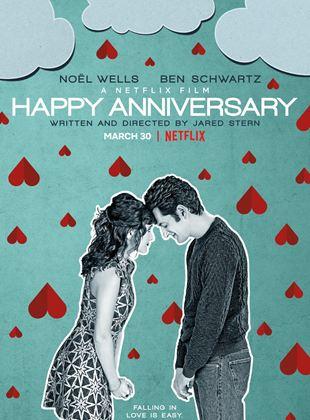 NOËL WELLS BEN SCHWARTZ
A NETFLIX FILM
HAPPY ANNIVERSARY
WRITTEN AND DIRECTED BY JARED STERN
MARCH 30 | NETFLIX
FALLING IN
LOVE IS EASY.